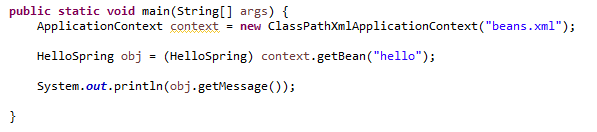 public static void main(String[] args) {
ApplicationContext context = new ClassPathXmlApplicationContext("beans.xml");
HelloSpring obj = (HelloSpring) context.getBean("hello");
System.out.println(obj.getMessage());
}